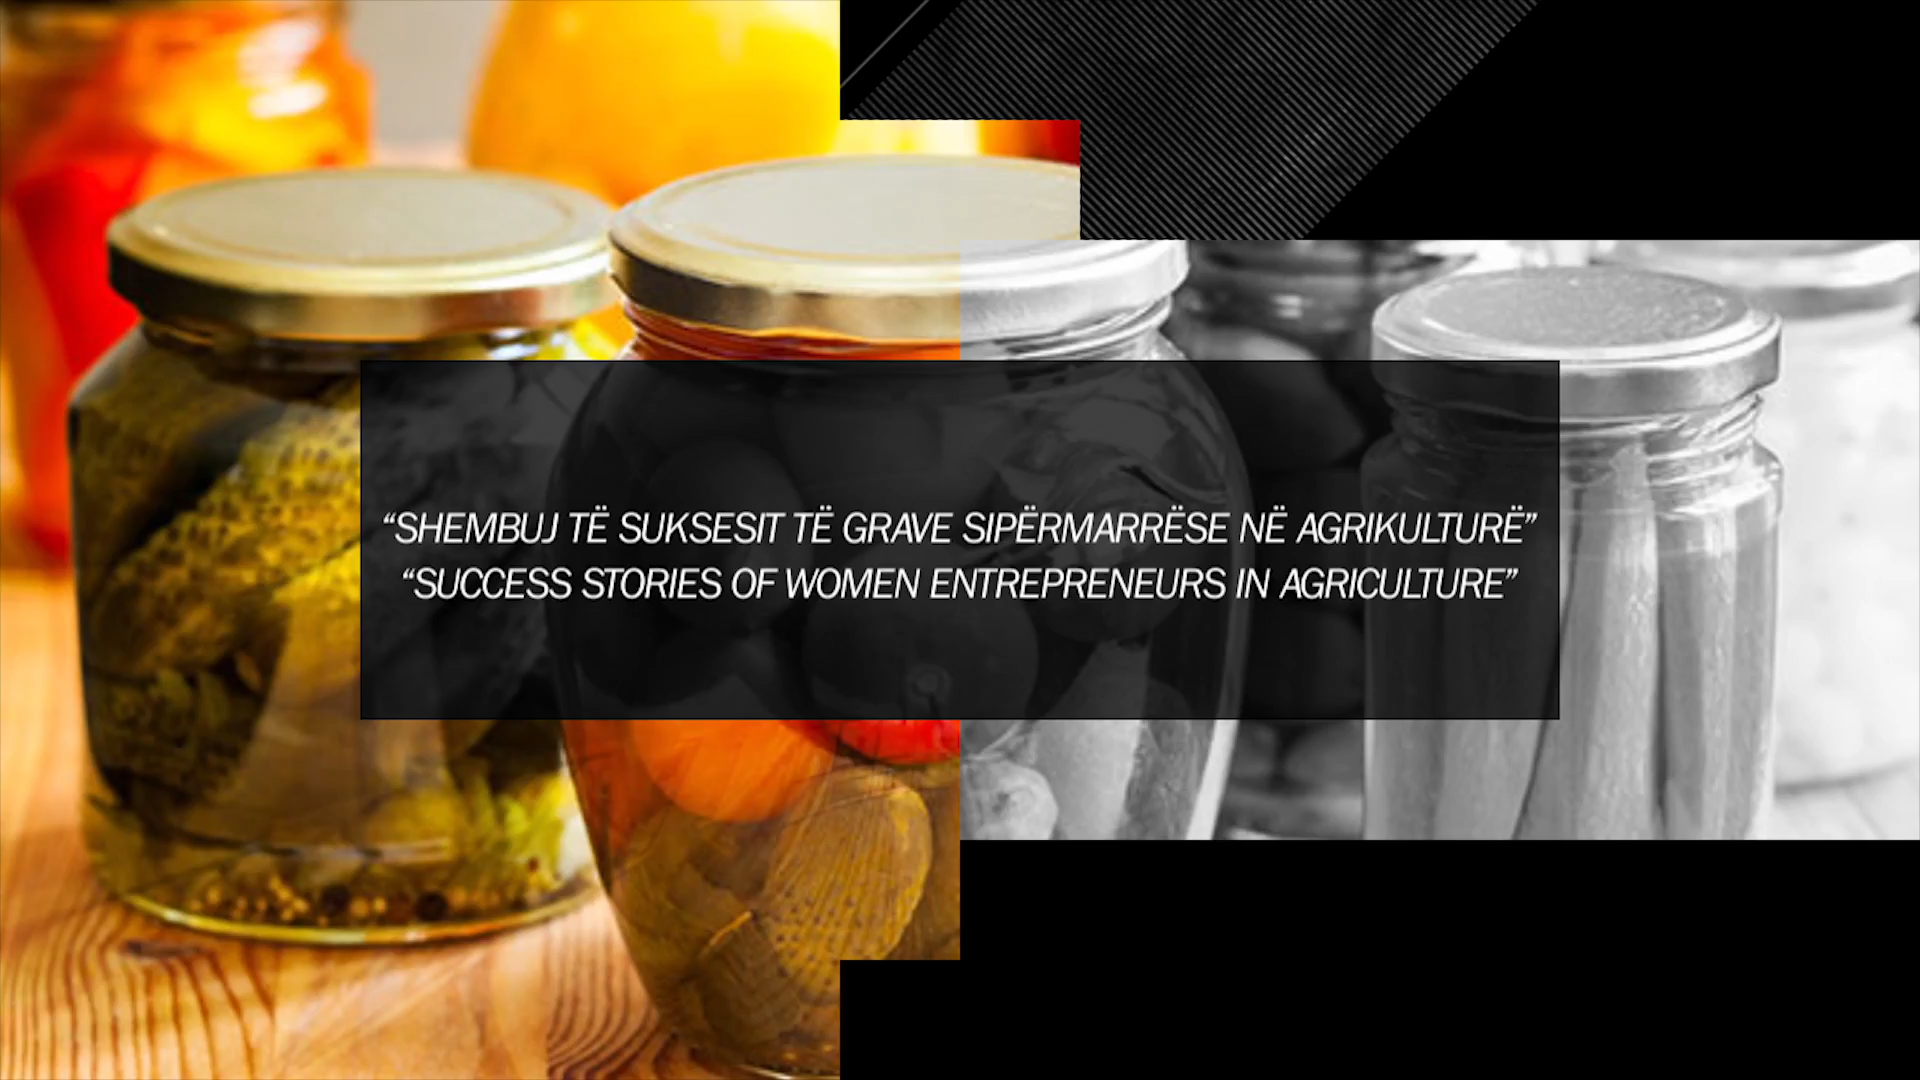 “SHEMBUJ TË SUKSESIT TË GRAVE SIPËRMARRËSE NË AGRIKULTURË”
“SUCCESS STORIES OF WOMEN ENTREPRENEURS IN AGRICULTURE”